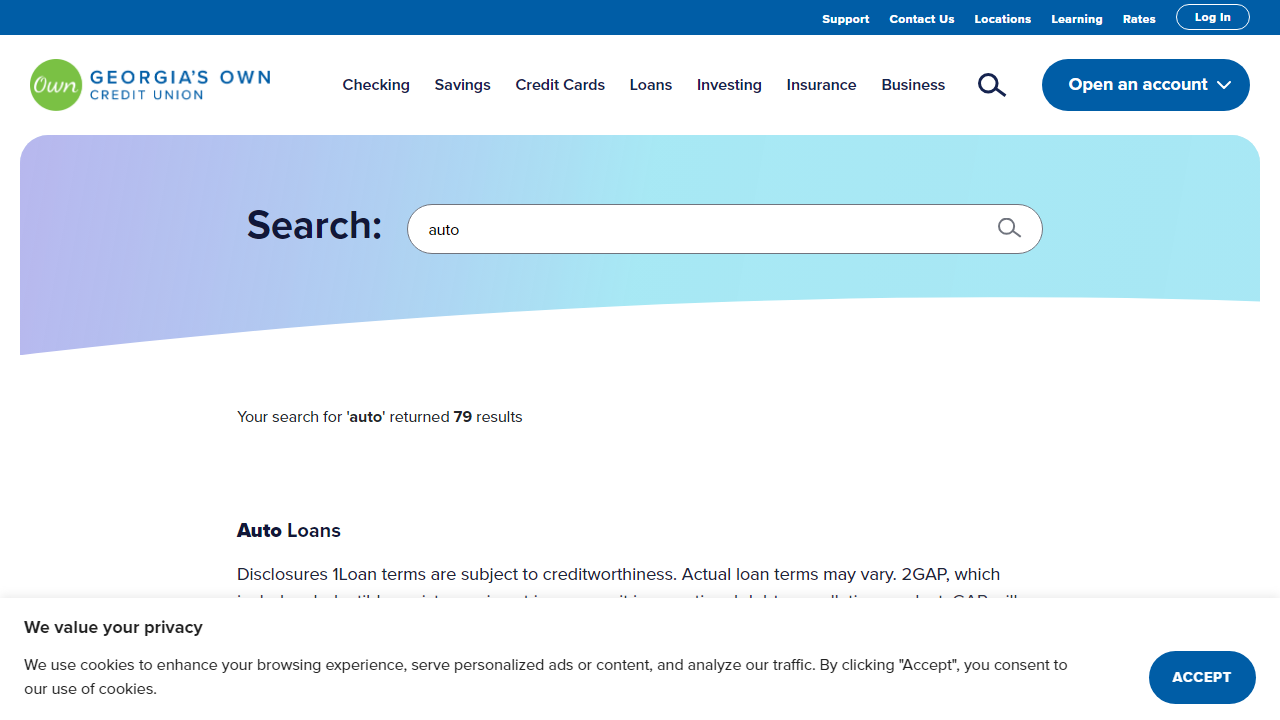 Support Contact Us Locations Learning Rates Log In
Own GEORGIA'S OWN
CREDIT UNION
Checking Savings Credit Cards Loans Investing Insurance Business Open an account
Search: auto
Your search for 'auto' returned 79 results
Auto Loans
Disclosures 1Loan terms are subject to creditworthiness. Actual loan terms may vary. 2GAP, which
We value your privacy
We use cookies to enhance your browsing experience, serve personalized ads or content, and analyze our traffic. By clicking "Accept", you consent to
our use of cookies.
ACCEPT